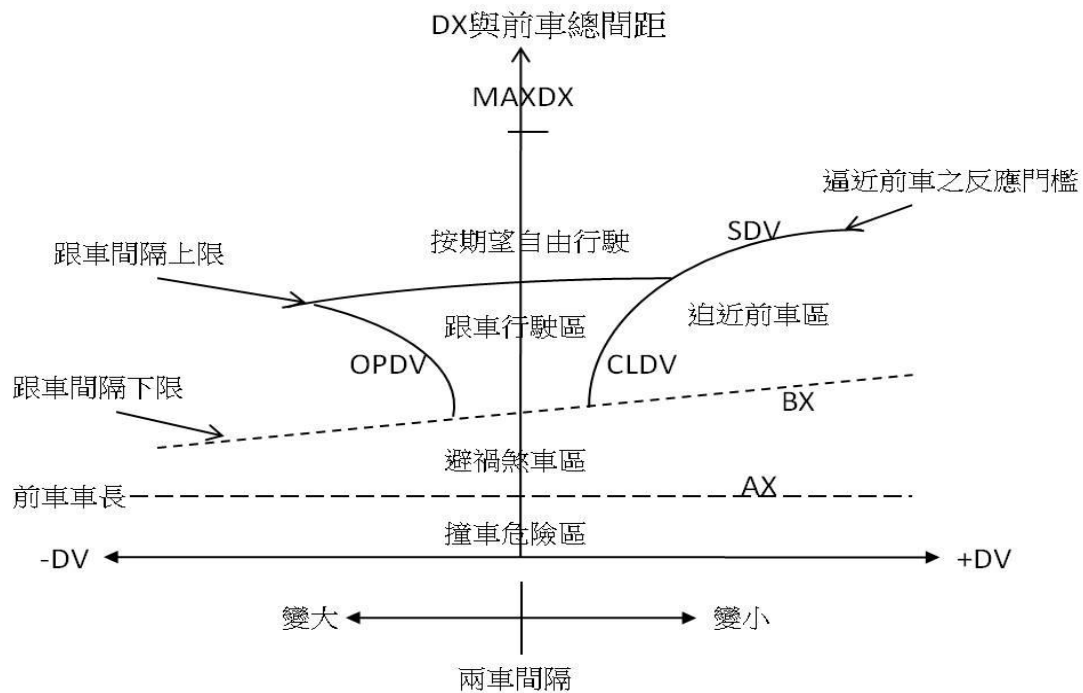 DX與前車總間距
MAXDX
逼近前車之反應門檻
SDV
按期望自由行駛
跟車間隔上限
迫近前車區
跟車行駛區
OPDV
CLDV
跟車間隔下限
BX
避禍煞車區
前車車長
AX
撞車危險區
-DV
+DV
變大
變小
兩車間隔